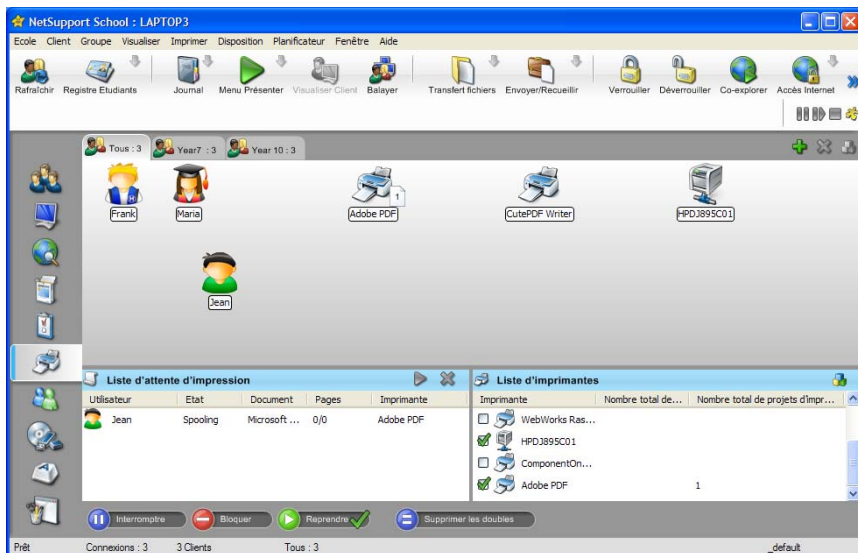 NetSupport School : LAPTOP3
Ecole Client Groupe Visualiser Imprimer Disposition Planificateur Fenêtre Aide
Rafraîchir Registre Etudiants Journal Menu Présenter Visualiser Client Balayer Transfert fichiers Envoyer/Recueillir Verrouiller Déverrouiller Co-explorer Accès Internet
Tous : 3 Year7 : 3 Year 10 : 3
1
Frank Maria Adobe PDF CutePDF Writer HPDJ895C01
Jean
Liste d'attente d'impression
Utilisateur Etat Document Pages Imprimante
Jean Spooling Microsoft ... 0/0 Adobe PDF
Liste d'imprimantes
Imprimante Nombre total de... Nombre total de projets d'impr...
WebWorks Ras...
HPDJ895C01
ComponentOn...
Adobe PDF 1
Interrompre Bloquer Reprendre Supprimer les doubles
Prêt Connexions : 3 3 Clients Tous : 3 _default